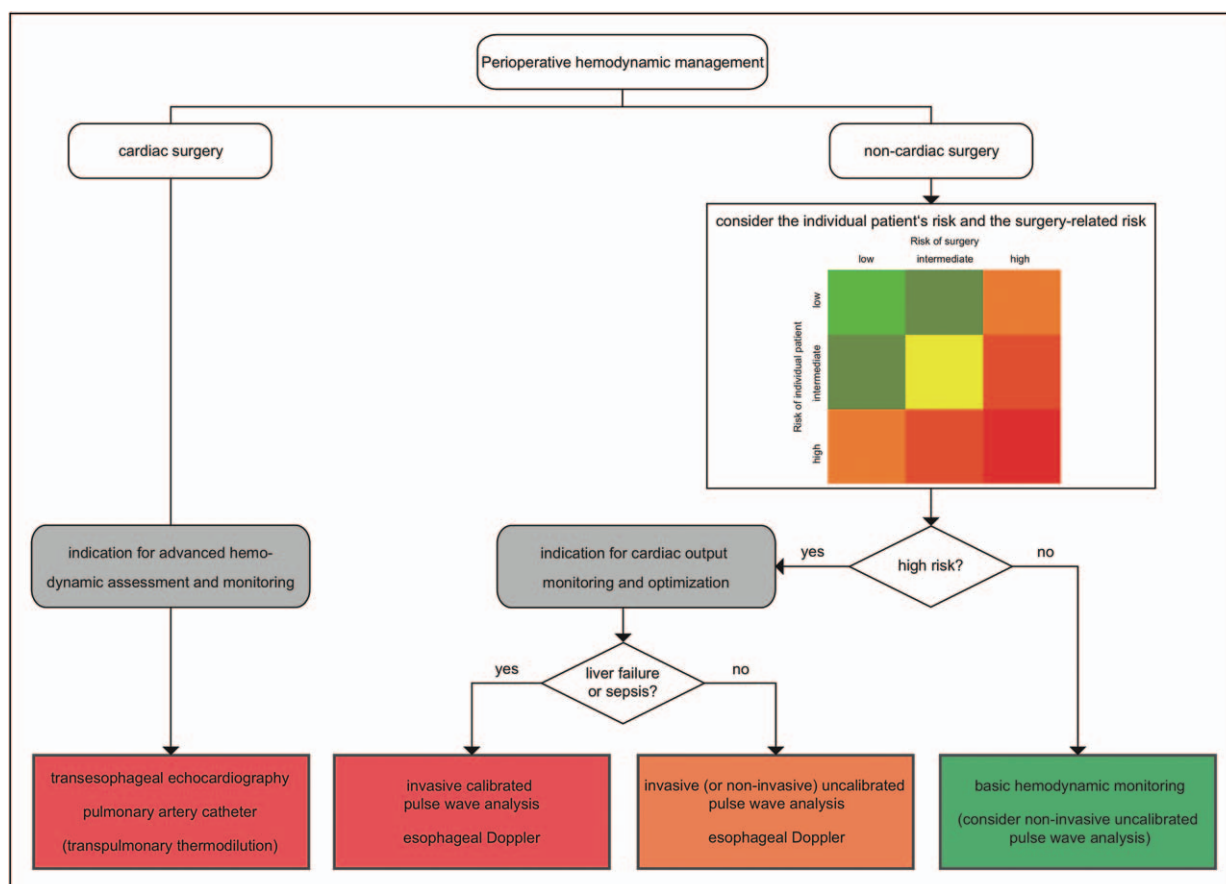 Perioperative hemodynamic management
cardiac surgery
non-cardiac surgery
consider the individual patient's risk and the surgery-related risk
Risk of surgery
low
intermediate
high
Risk of individual patient
low
intermediate
high
indication for advanced hemo-
dynamic assessment and monitoring
indication for cardiac output
monitoring and optimization
yes
high risk?
no
yes
liver failure
or sepsis?
no
transesophageal echocardiography
pulmonary artery catheter
(transpulmonary thermodilution)
invasive calibrated
pulse wave analysis
esophageal Doppler
invasive (or non-invasive) uncalibrated
pulse wave analysis
esophageal Doppler
basic hemodynamic monitoring
(consider non-invasive uncalibrated
pulse wave analysis)